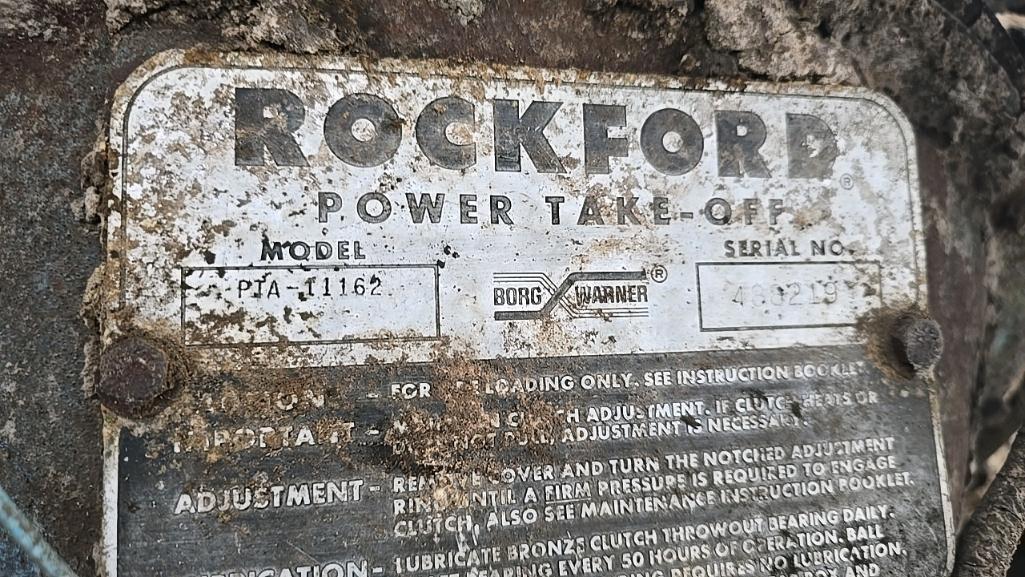 ROCKFORD®
POWER TAKE-OFF
MODEL
SERIAL NO.
PTA-11162
BORG WARNER®
FOR LOADING ONLY. SEE INSTRUCTION BOOKLET
IMPORTANT - ADJUSTMENT. IF CLUTCH HEATS OR
PULL, ADJUSTMENT IS NECESSARY.
ADJUSTMENT - REMOVE COVER AND TURN THE NOTCHED ADJUSTMENT
RING UNTIL A FIRM PRESSURE IS REQUIRED TO ENGAGE
CLUTCH, ALSO SEE MAINTENANCE INSTRUCTION BOOKLET.
LUBRICATE BRONZE CLUTCH THROWOUT BEARING DAILY.
BEARING EVERY 50 HOURS OF OPERATION. BALL
REQUIRES NO LUBRICATION.
AND